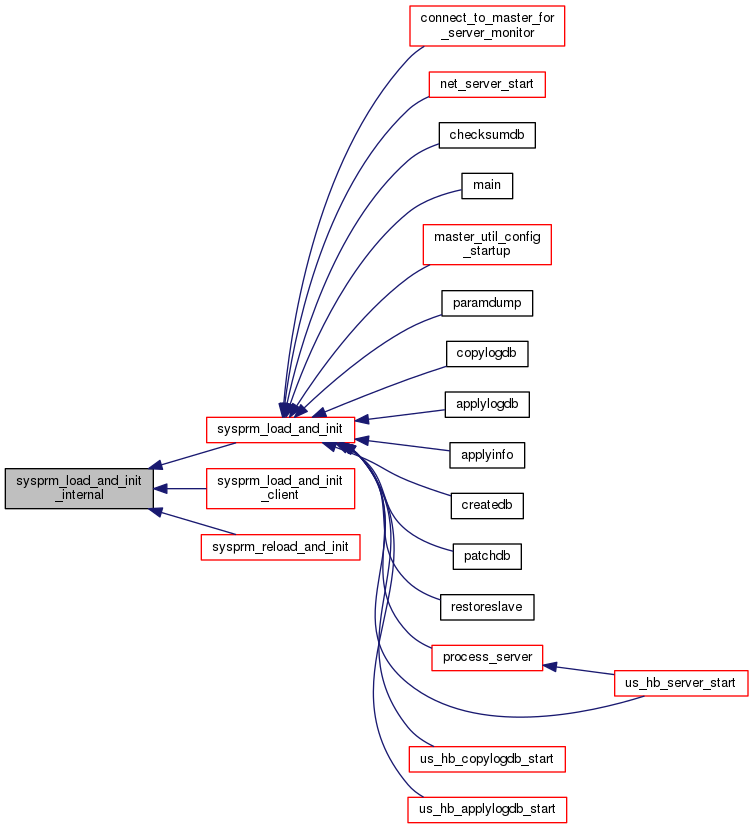 connect_to_master_for
_server_monitor
net_server_start
checksumdb
main
master_util_config
_startup
paramdump
copylogdb
applylogdb
sysprm_load_and_init
applyinfo
sysprm_load_and_init
_internal
sysprm_load_and_init
_client
createdb
sysprm_reload_and_init
patchdb
restoreslave
process_server
us_hb_server_start
us_hb_copylogdb_start
us_hb_applylogdb_start